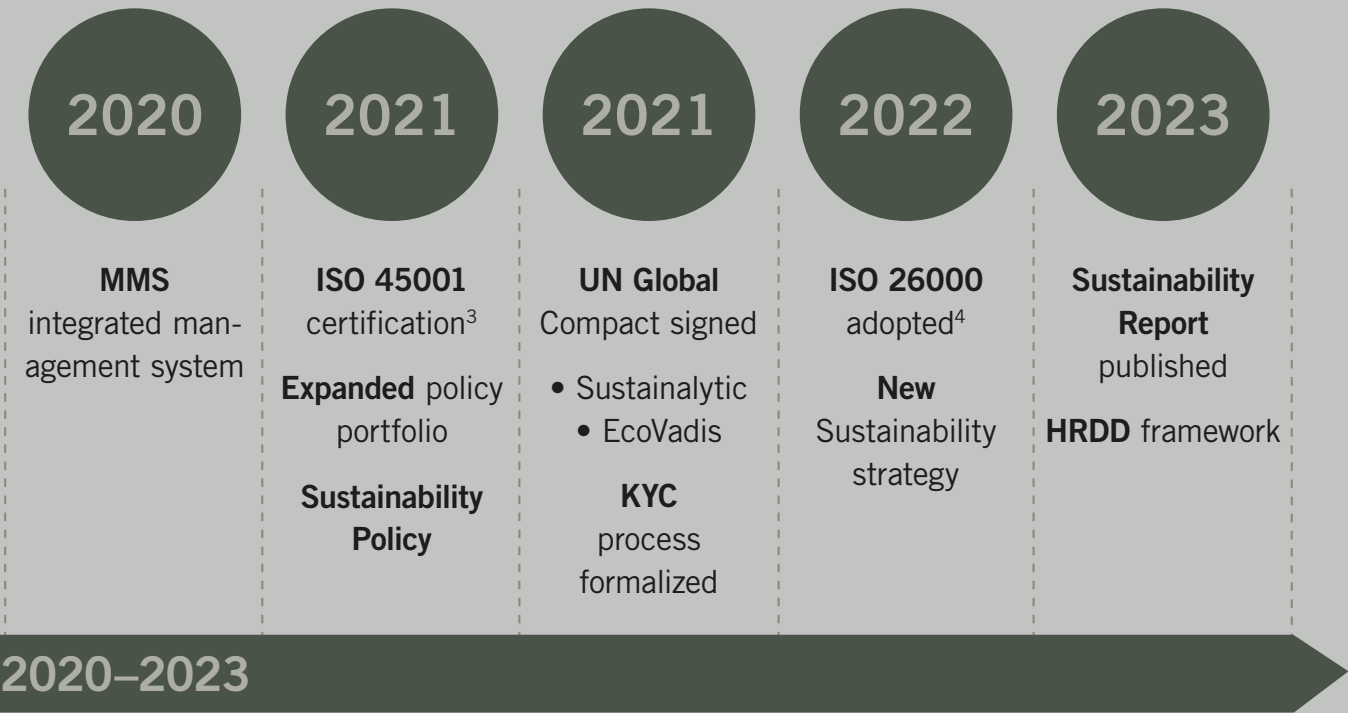 2020
MMS
integrated man-
agement system
2021
ISO 45001
certification³
Expanded policy
portfolio
Sustainability
Policy
2021
UN Global
Compact signed
• Sustainalytic
• EcoVadis
KYC
process
formalized
2022
ISO 26000
adopted⁴
New
Sustainability
strategy
2023
Sustainability
Report
published
HRDD framework
2020–2023